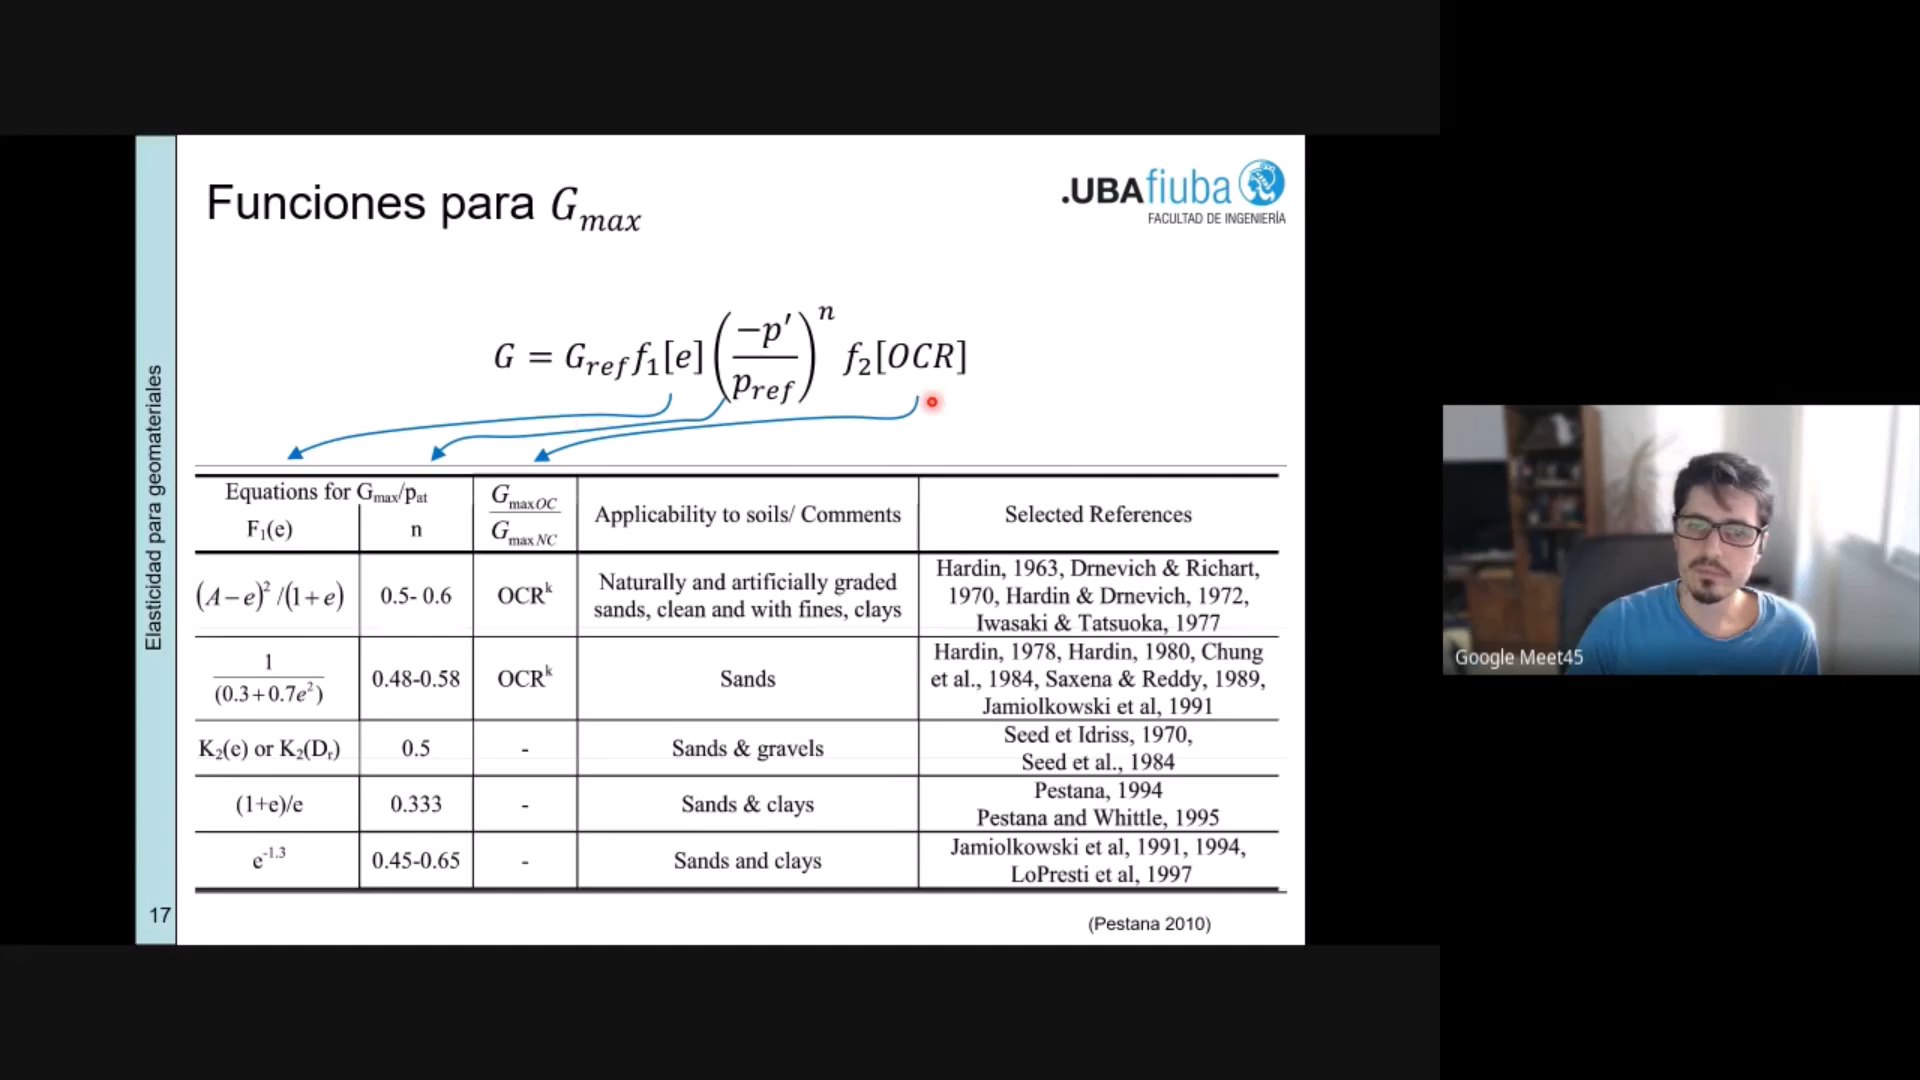 Funciones para G_max
.UBAfiuba
FACULTAD DE INGENIERÍA
G = G_ref f_1[e] (−p′/p_ref)^n f_2[OCR]
Elasticidad para geomateriales
Equations for G_max/p_at
F_1(e) n G_maxOC/G_maxNC Applicability to soils/ Comments Selected References
(A−e)^2/(1+e) 0.5- 0.6 OCR^k Naturally and artificially graded sands, clean and with fines, clays Hardin, 1963, Drnevich & Richart, 1970, Hardin & Drnevich, 1972, Iwasaki & Tatsuoka, 1977
1/(0.3+0.7e^2) 0.48-0.58 OCR^k Sands Hardin, 1978, Hardin, 1980, Chung et al., 1984, Saxena & Reddy, 1989, Jamiolkowski et al, 1991
K_2(e) or K_2(D_r) 0.5 - Sands & gravels Seed et Idriss, 1970, Seed et al., 1984
(1+e)/e 0.333 - Sands & clays Pestana, 1994 Pestana and Whittle, 1995
e^-1.3 0.45-0.65 - Sands and clays Jamiolkowski et al, 1991, 1994, LoPresti et al, 1997
17
(Pestana 2010)
Google Meet45